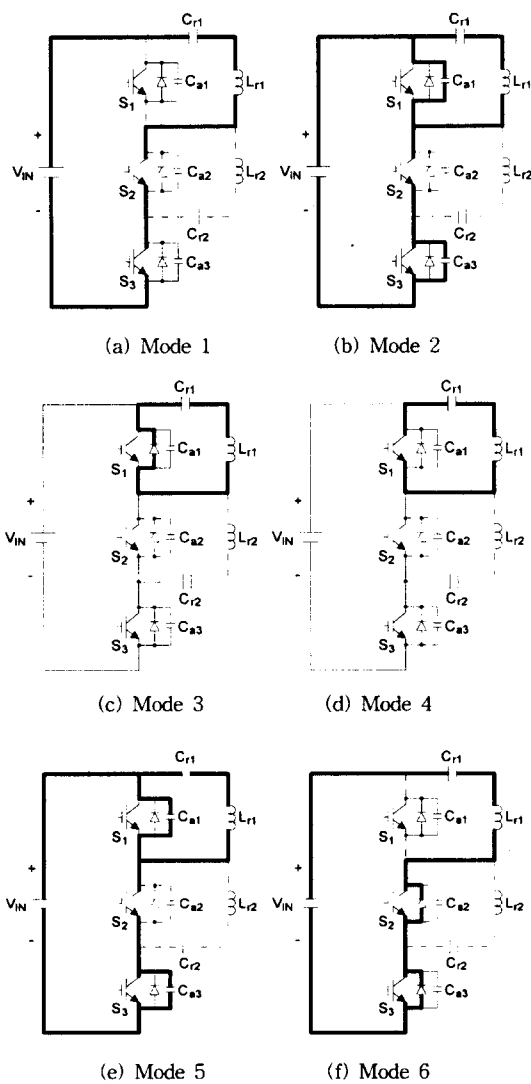 Cr1
Ca1
Lr1
S1
+
VIN
-
Ca2
Lr2
S2
Cr2
Ca3
S3
(a) Mode 1
Cr1
Ca1
Lr1
S1
+
VIN
-
Ca2
Lr2
S2
Cr2
Ca3
S3
(b) Mode 2
Cr1
Ca1
Lr1
S1
+
VIN
-
Ca2
Lr2
S2
Cr2
Ca3
S3
(c) Mode 3
Cr1
Ca1
Lr1
S1
+
VIN
-
Ca2
Lr2
S2
Cr2
Ca3
S3
(d) Mode 4
Cr1
Ca1
Lr1
S1
+
VIN
-
Ca2
Lr2
S2
Cr2
Ca3
S3
(e) Mode 5
Cr1
Ca1
Lr1
S1
+
VIN
-
Ca2
Lr2
S2
Cr2
Ca3
S3
(f) Mode 6